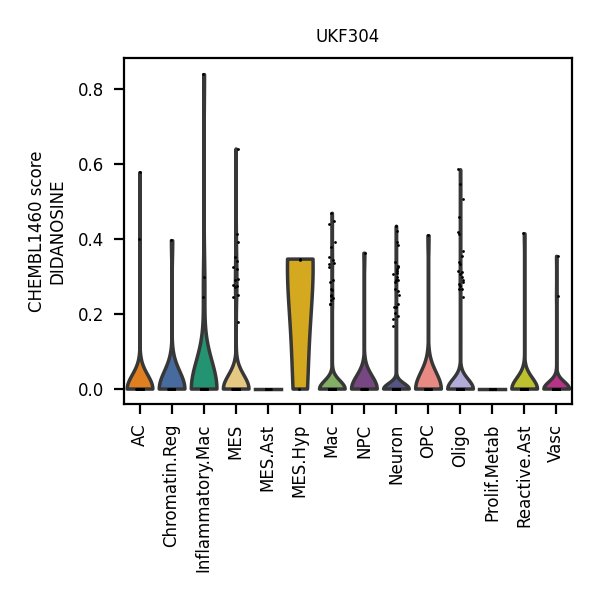 UKF304
CHEMBL1460 score
DIDANOSINE
0.8
0.6
0.4
0.2
0.0
AC
Chromatin.Reg
Inflammatory.Mac
MES
MES.Ast
MES.Hyp
Mac
NPC
Neuron
OPC
Oligo
Prolif.Metab
Reactive.Ast
Vasc